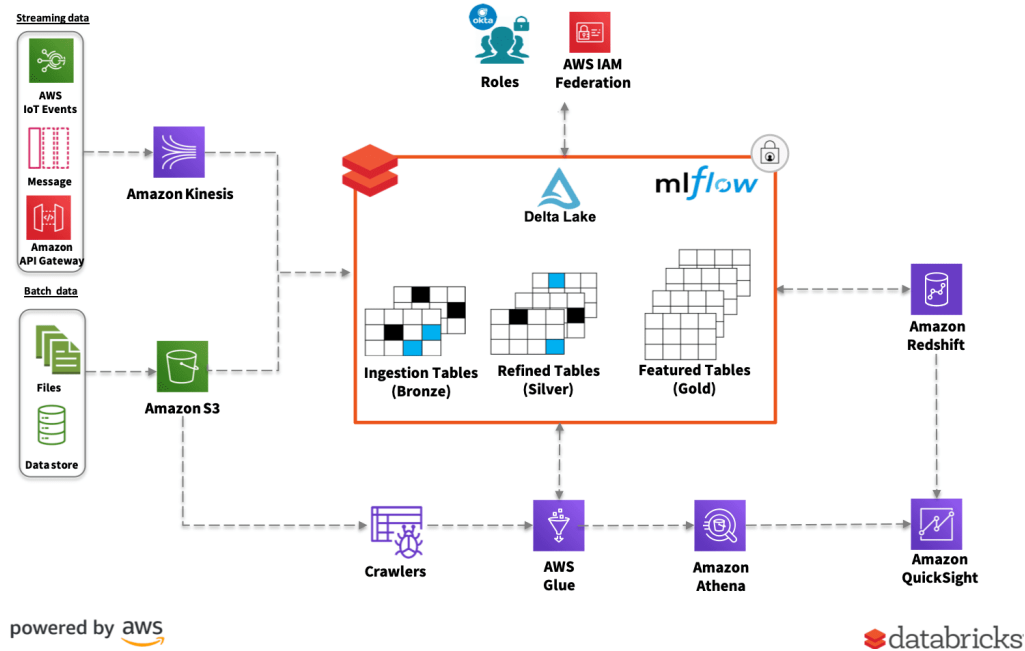 Streaming data
AWS
IoT Events
Message
Amazon
API Gateway
Batch data
Files
Data store
Amazon Kinesis
Amazon S3
okta
Roles
AWS IAM
Federation
Delta Lake
mlflow
Ingestion Tables
(Bronze)
Refined Tables
(Silver)
Featured Tables
(Gold)
Amazon
Redshift
Crawlers
AWS
Glue
Amazon
Athena
Amazon
QuickSight
powered by aws
databricks